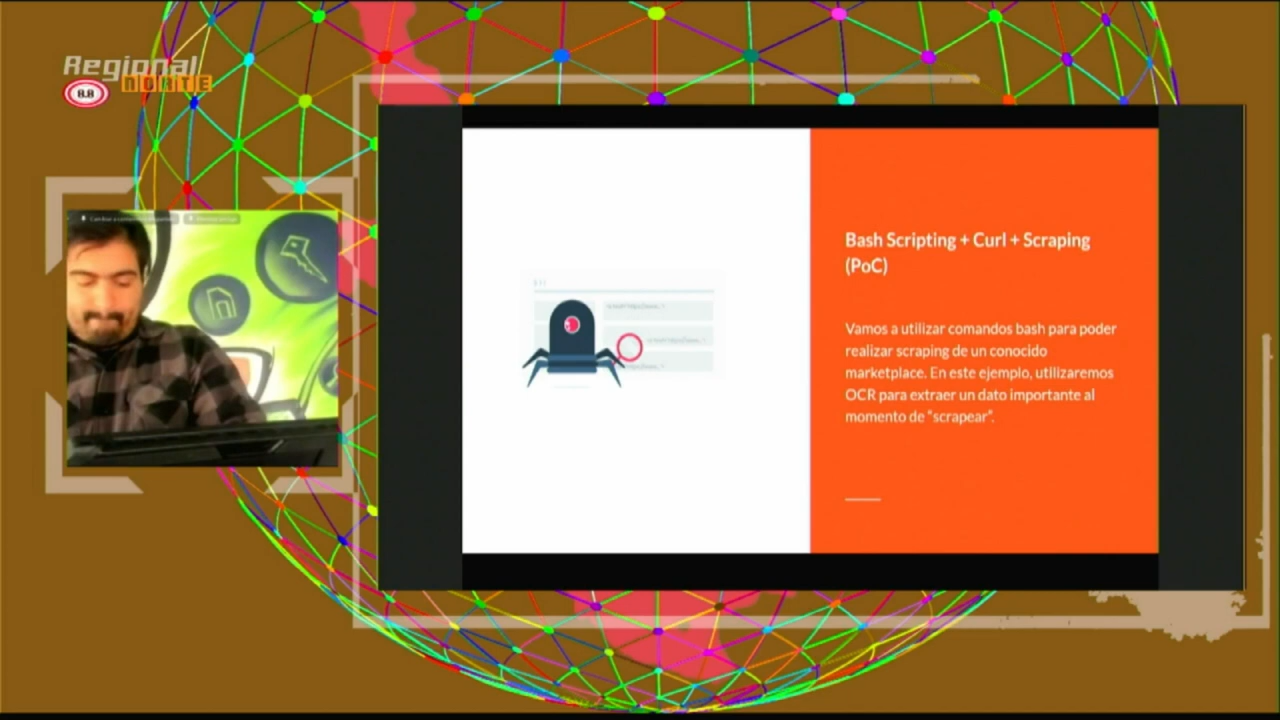 Regional
NORTE
8.8
Bash Scripting + Curl + Scraping
(PoC)
Vamos a utilizar comandos bash para poder
realizar scraping de un conocido
marketplace. En este ejemplo, utilizaremos
OCR para extraer un dato importante al
momento de “scrapear”.